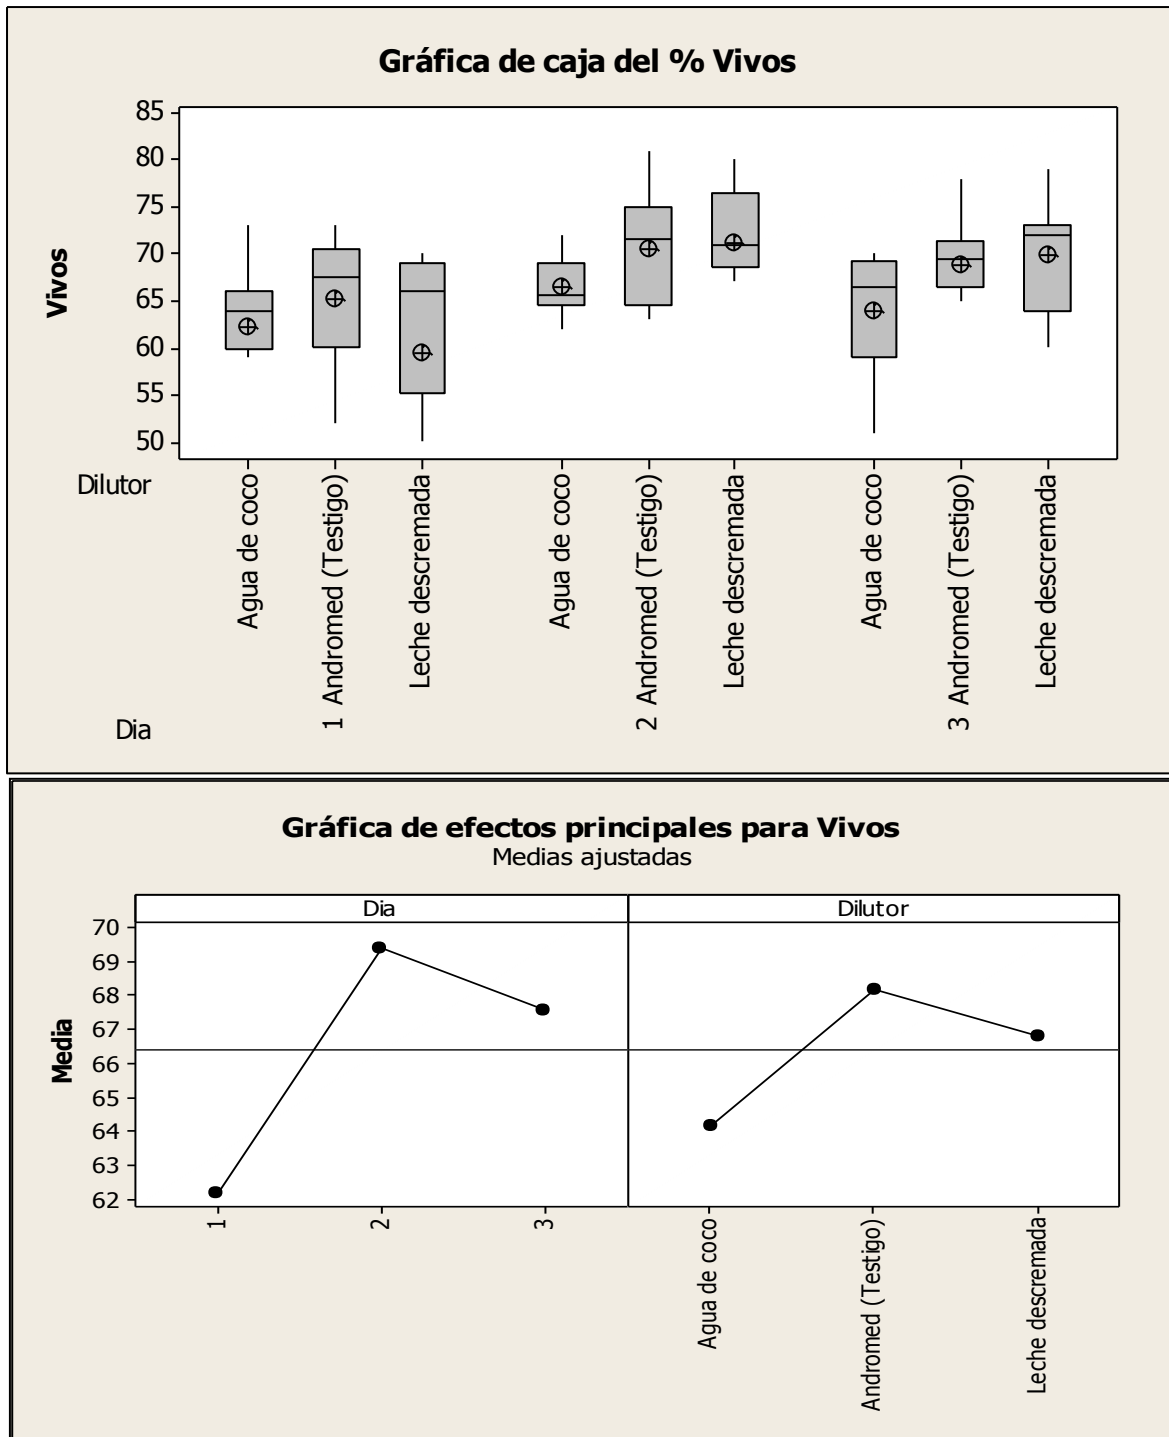 Gráfica de caja del % Vivos
85
80
75
70
65
60
55
50
Vivos
Dilutor
Agua de coco
1 Andromed (Testigo)
Leche descremada
Agua de coco
2 Andromed (Testigo)
Leche descremada
Agua de coco
3 Andromed (Testigo)
Leche descremada
Dia
Gráfica de efectos principales para Vivos
Medias ajustadas
Dia
Dilutor
70
69
68
67
66
65
64
63
62
Media
1
2
3
Agua de coco
Andromed (Testigo)
Leche descremada